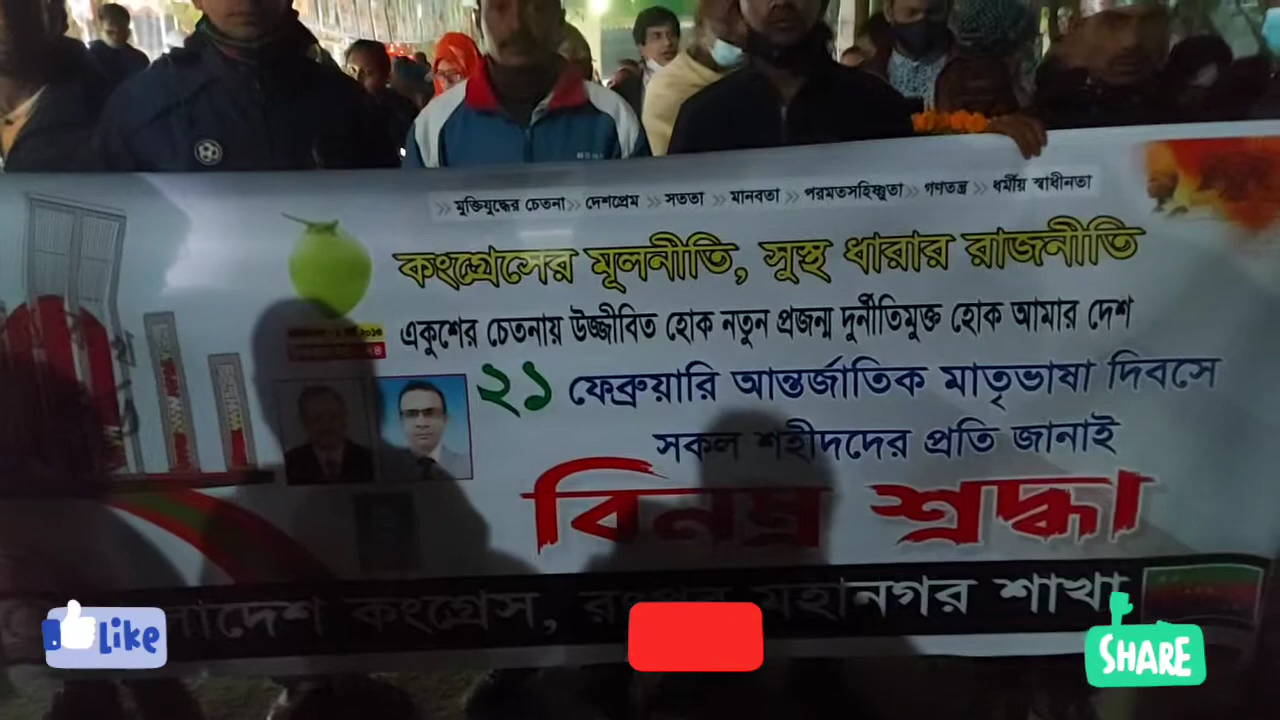 » মুক্তিযুদ্ধের চেতনা » দেশপ্রেম » সততা » মানবতা » পরমতসহিষ্ণুতা » গণতন্ত্র » ধর্মীয় স্বাধীনতা
কংগ্রেসের মূলনীতি, সুস্থ ধারার রাজনীতি
একুশের চেতনায় উজ্জীবিত হোক নতুন প্রজন্ম দুর্নীতিমুক্ত হোক আমার দেশ
২১ ফেব্রুয়ারি আন্তর্জাতিক মাতৃভাষা দিবসে
সকল শহীদদের প্রতি জানাই
বিনম্র শ্রদ্ধা
বাংলাদেশ কংগ্রেস, রংপুর মহানগর শাখা
Like
SHARE